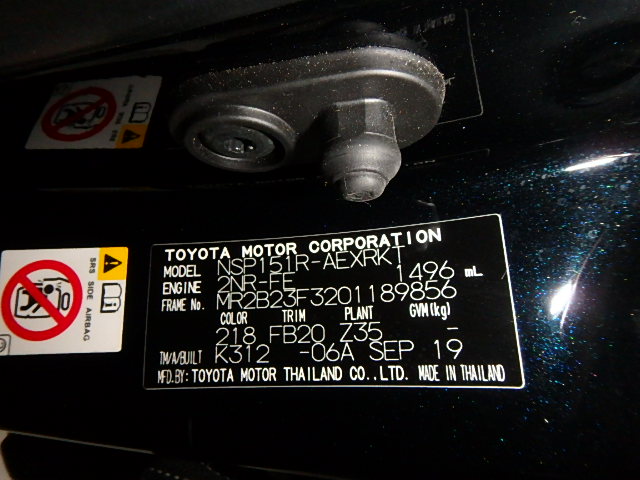 TOYOTA MOTOR CORPORATION
MODEL NSP151R-AEXRKT
ENGINE 2NR-FE 1496 mL
FRAME No. MR2B23F3201189856
COLOR TRIM PLANT GVM(kg)
218 FB20 Z35 -
TM/A/BUILT K312 -06A SEP 19
MFD.BY: TOYOTA MOTOR THAILAND CO.,LTD. MADE IN THAILAND
SRS SIDE AIRBAG